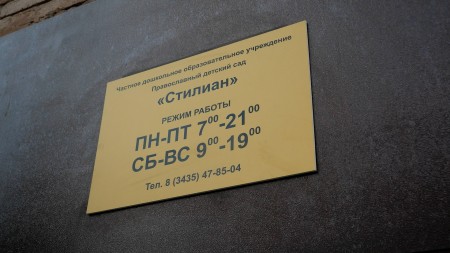 Частное дошкольное образовательное учреждение
Православный детский сад
«Стилиан»
РЕЖИМ РАБОТЫ
ПН-ПТ 7⁰⁰-21⁰⁰
СБ-ВС 9⁰⁰-19⁰⁰
Тел. 8 (3435) 47-85-04